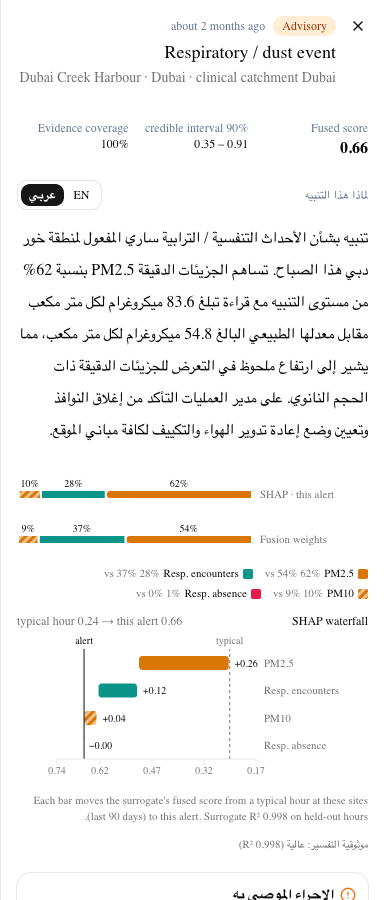 about 2 months ago Advisory
Respiratory / dust event
Dubai Creek Harbour · Dubai · clinical catchment Dubai
Fused score
0.66
credible interval 90%
0.35 – 0.91
Evidence coverage
100%
لماذا هذا التنبيه
عربي EN
تنبيه بشأن الأحداث التنفسية / الترابية ساري المفعول لمنطقة خور
دبي هذا الصباح. تساهم الجزيئات الدقيقة PM2.5 بنسبة 62%
من مستوى التنبيه مع قراءة تبلغ 83.6 ميكروغرام لكل متر مكعب
مقابل معدلها الطبيعي البالغ 54.8 ميكروغرام لكل متر مكعب، مما
يشير إلى ارتفاع ملحوظ في التعرض للجزيئات الدقيقة ذات
الحجم النانوي. على مدير العمليات التأكد من إغلاق النوافذ
وتعيين وضع إعادة تدوير الهواء والتكييف لكافة مباني الموقع.
10% 28% 62%
SHAP · this alert
9% 37% 54%
Fusion weights
vs 37% 28% Resp. encounters vs 54% 62% PM2.5
vs 0% 1% Resp. absence vs 9% 10% PM10
typical hour 0.24 → this alert 0.66 SHAP waterfall
alert typical
+0.26 PM2.5
+0.12 Resp. encounters
+0.04 PM10
−0.00 Resp. absence
0.74 0.62 0.47 0.32 0.17
Each bar moves the surrogate's fused score from a typical hour at these sites
.(last 90 days) to this alert. Surrogate R² 0.998 on held-out hours
موثوقية التفسير: عالية (R² 0.998)
الإجراء الموصى به